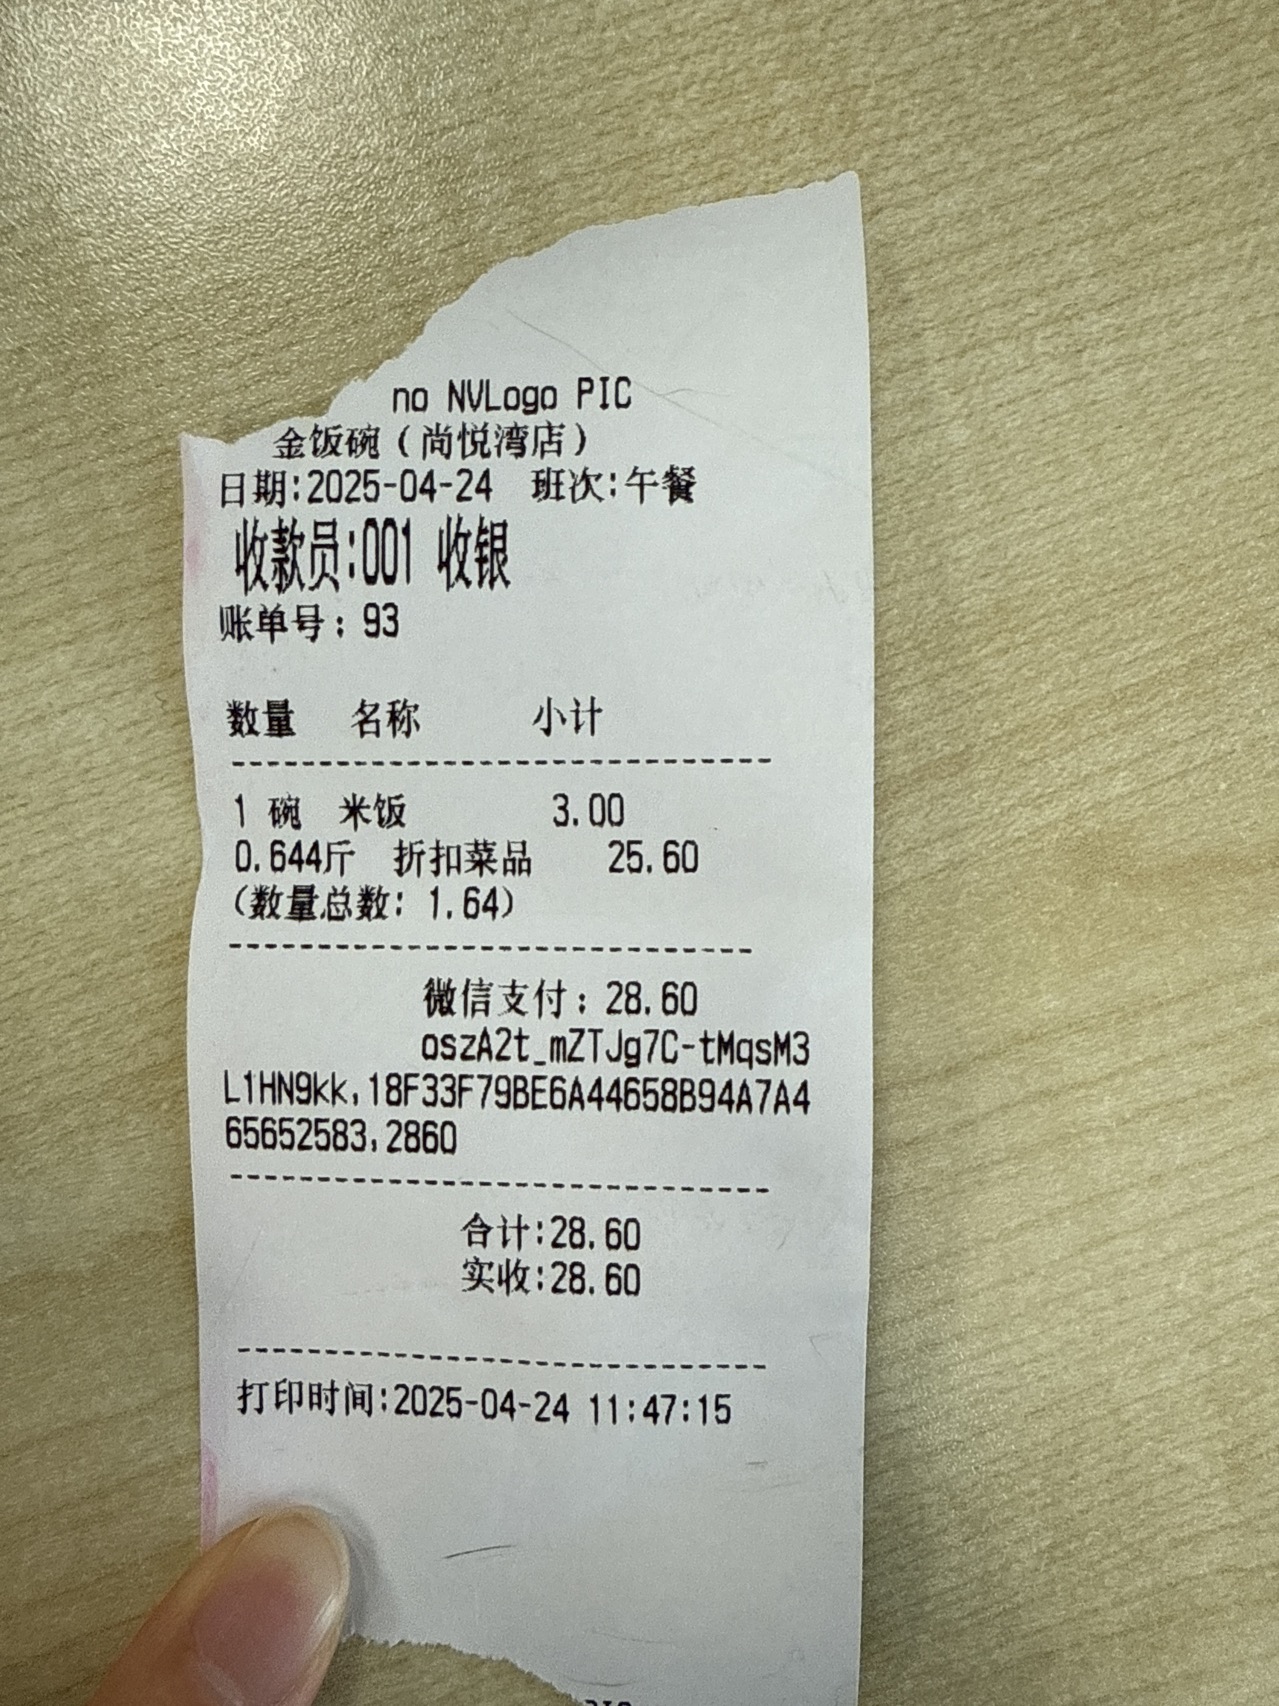 no NVLogo PIC
金饭碗（尚悦湾店）
日期:2025-04-24 班次:午餐
收款员:001 收银
账单号：93
数量 名称 小计
1 碗 米饭 3.00
0.644斤 折扣菜品 25.60
(数量总数: 1.64)
微信支付：28.60
oszA2t_mZTJg7C-tMqsM3
L1HN9kk,18F33F79BE6A44658B94A7A4
65652583,2860
合计:28.60
实收:28.60
打印时间:2025-04-24 11:47:15